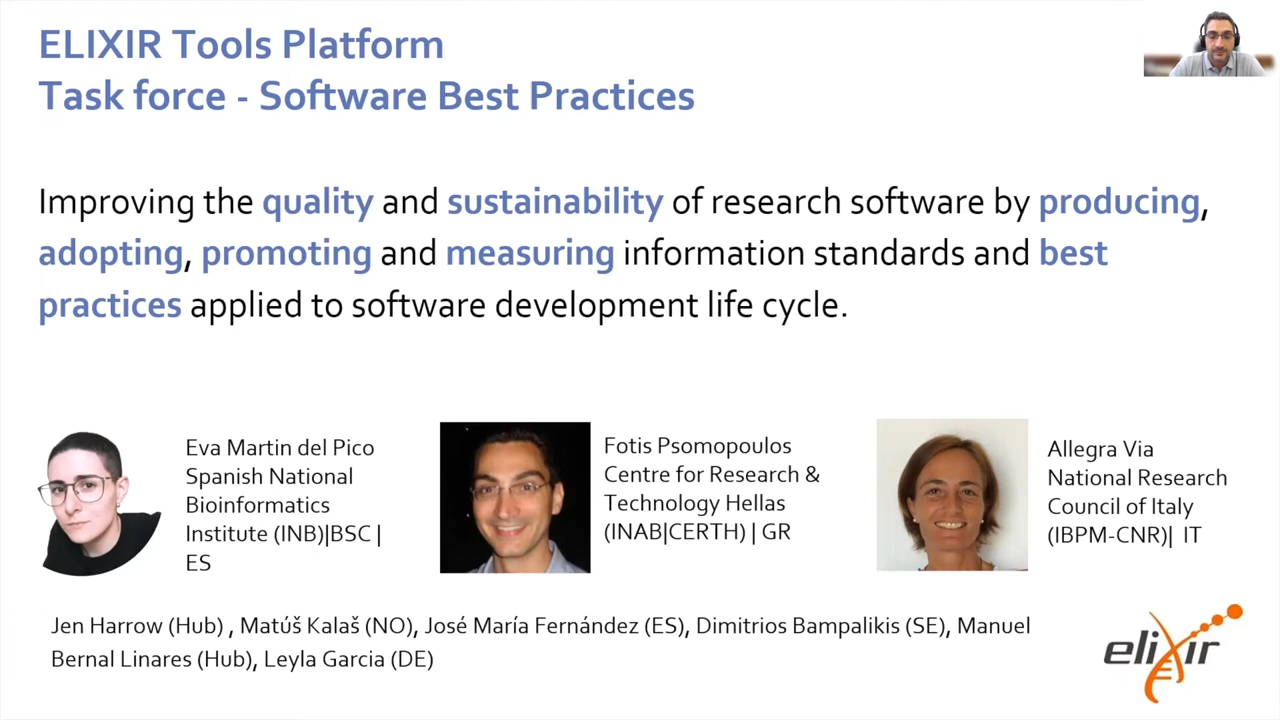 ELIXIR Tools Platform
Task force - Software Best Practices
Improving the quality and sustainability of research software by producing,
adopting, promoting and measuring information standards and best
practices applied to software development life cycle.
Eva Martin del Pico
Spanish National
Bioinformatics
Institute (INB)|BSC |
ES
Fotis Psomopoulos
Centre for Research &
Technology Hellas
(INAB|CERTH) | GR
Allegra Via
National Research
Council of Italy
(IBPM-CNR)| IT
Jen Harrow (Hub) , Matúš Kalaš (NO), José María Fernández (ES), Dimitrios Bampalikis (SE), Manuel
Bernal Linares (Hub), Leyla Garcia (DE)
elixir